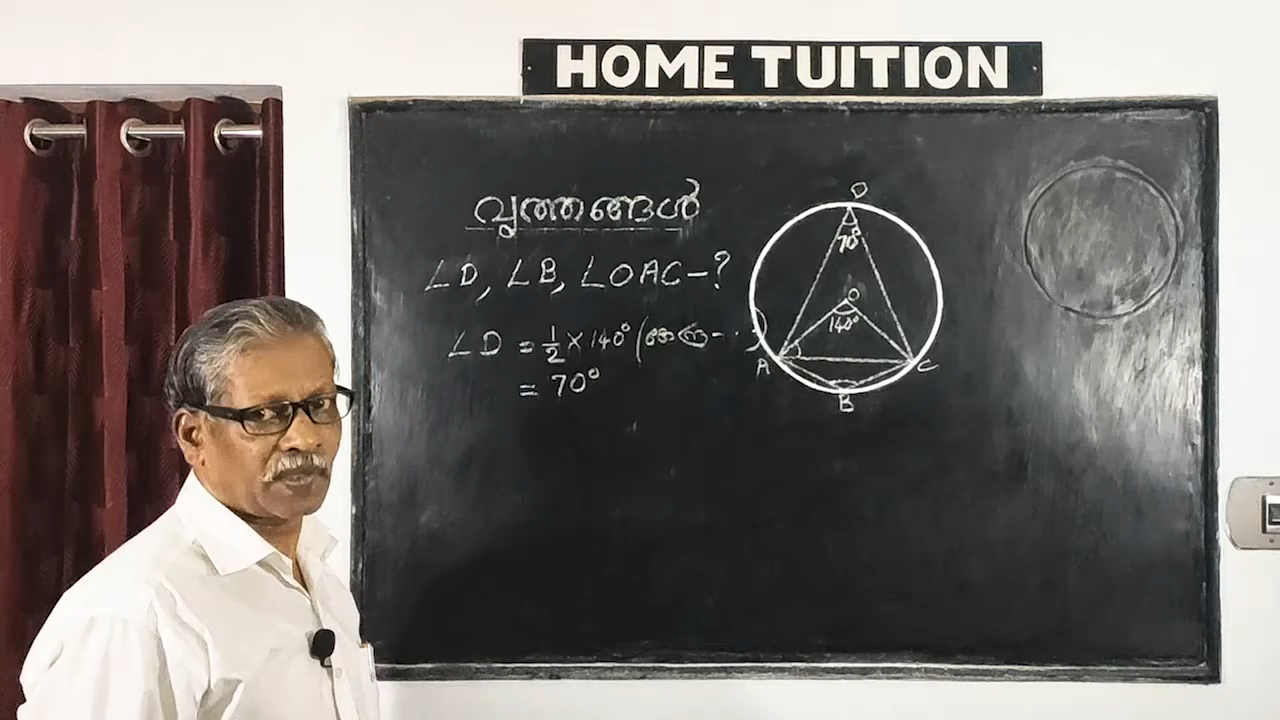 HOME TUITION
വൃത്തങ്ങൾ
∠D, ∠B, ∠OAC-?
∠D = 1/2 × 140° (
= 70°
D
70°
O
140°
A
C
B